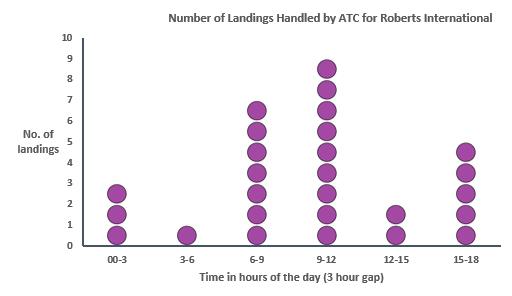 Number of Landings Handled by ATC for Roberts International
10
9
8
7
6
5
4
3
2
1
0
No. of
landings
00-3 3-6 6-9 9-12 12-15 15-18
Time in hours of the day (3 hour gap)